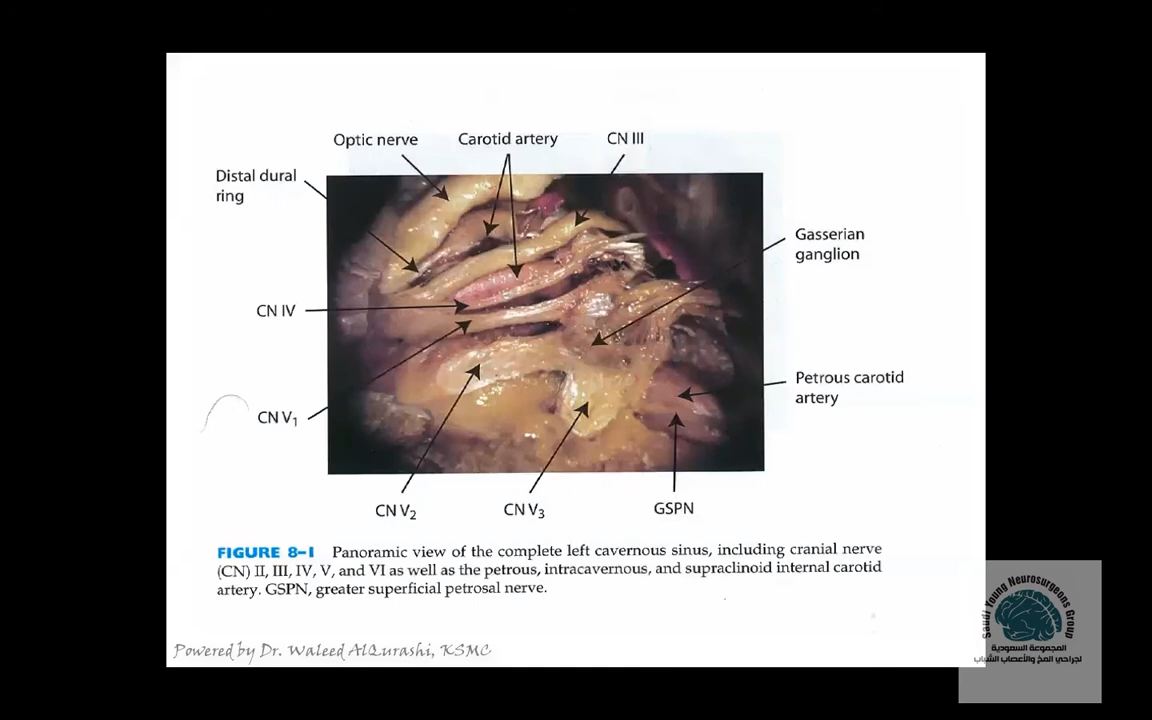 Optic nerve
Carotid artery
CN III
Distal dural
ring
Gasserian
ganglion
CN IV
Petrous carotid
artery
CN V₁
CN V₂
CN V₃
GSPN
FIGURE 8–1 Panoramic view of the complete left cavernous sinus, including cranial nerve
(CN) II, III, IV, V, and VI as well as the petrous, intracavernous, and supraclinoid internal carotid
artery. GSPN, greater superficial petrosal nerve.
Powered by Dr. Waleed AlQurashi, KSMC
Saudi Young Neurosurgeons Group
المجموعة السعودية
لجراحي المخ والأعصاب الشباب